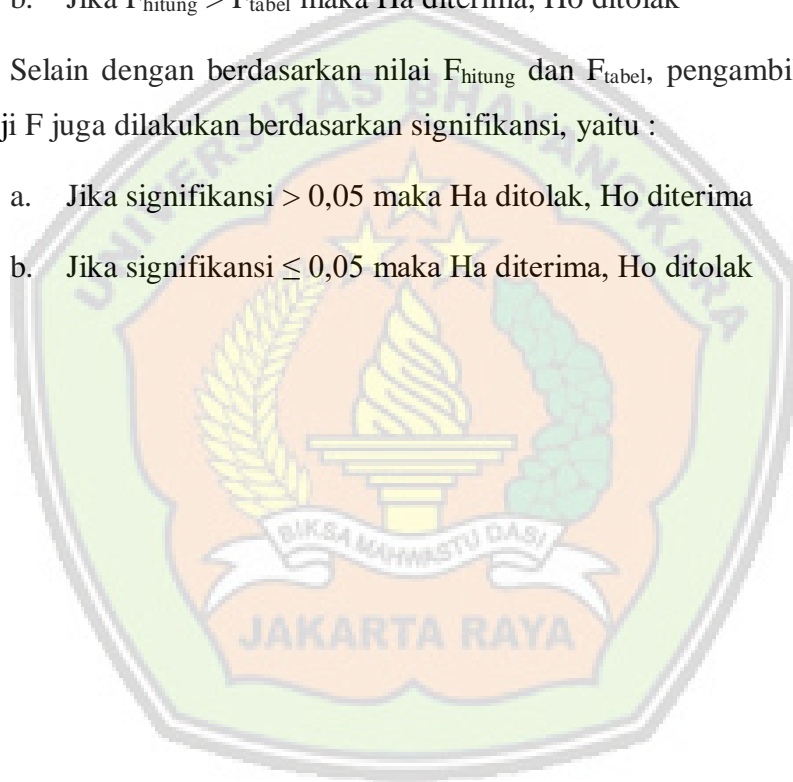 b. Jika Fhitung > Ftabel maka Ha diterima, Ho ditolak
Selain dengan berdasarkan nilai Fhitung dan Ftabel, pengambi
ji F juga dilakukan berdasarkan signifikansi, yaitu :
a. Jika signifikansi > 0,05 maka Ha ditolak, Ho diterima
b. Jika signifikansi ≤ 0,05 maka Ha diterima, Ho ditolak
UNIVERSITAS BHAYANGKARA
BIKSA MAHWASTU DASI
JAKARTA RAYA